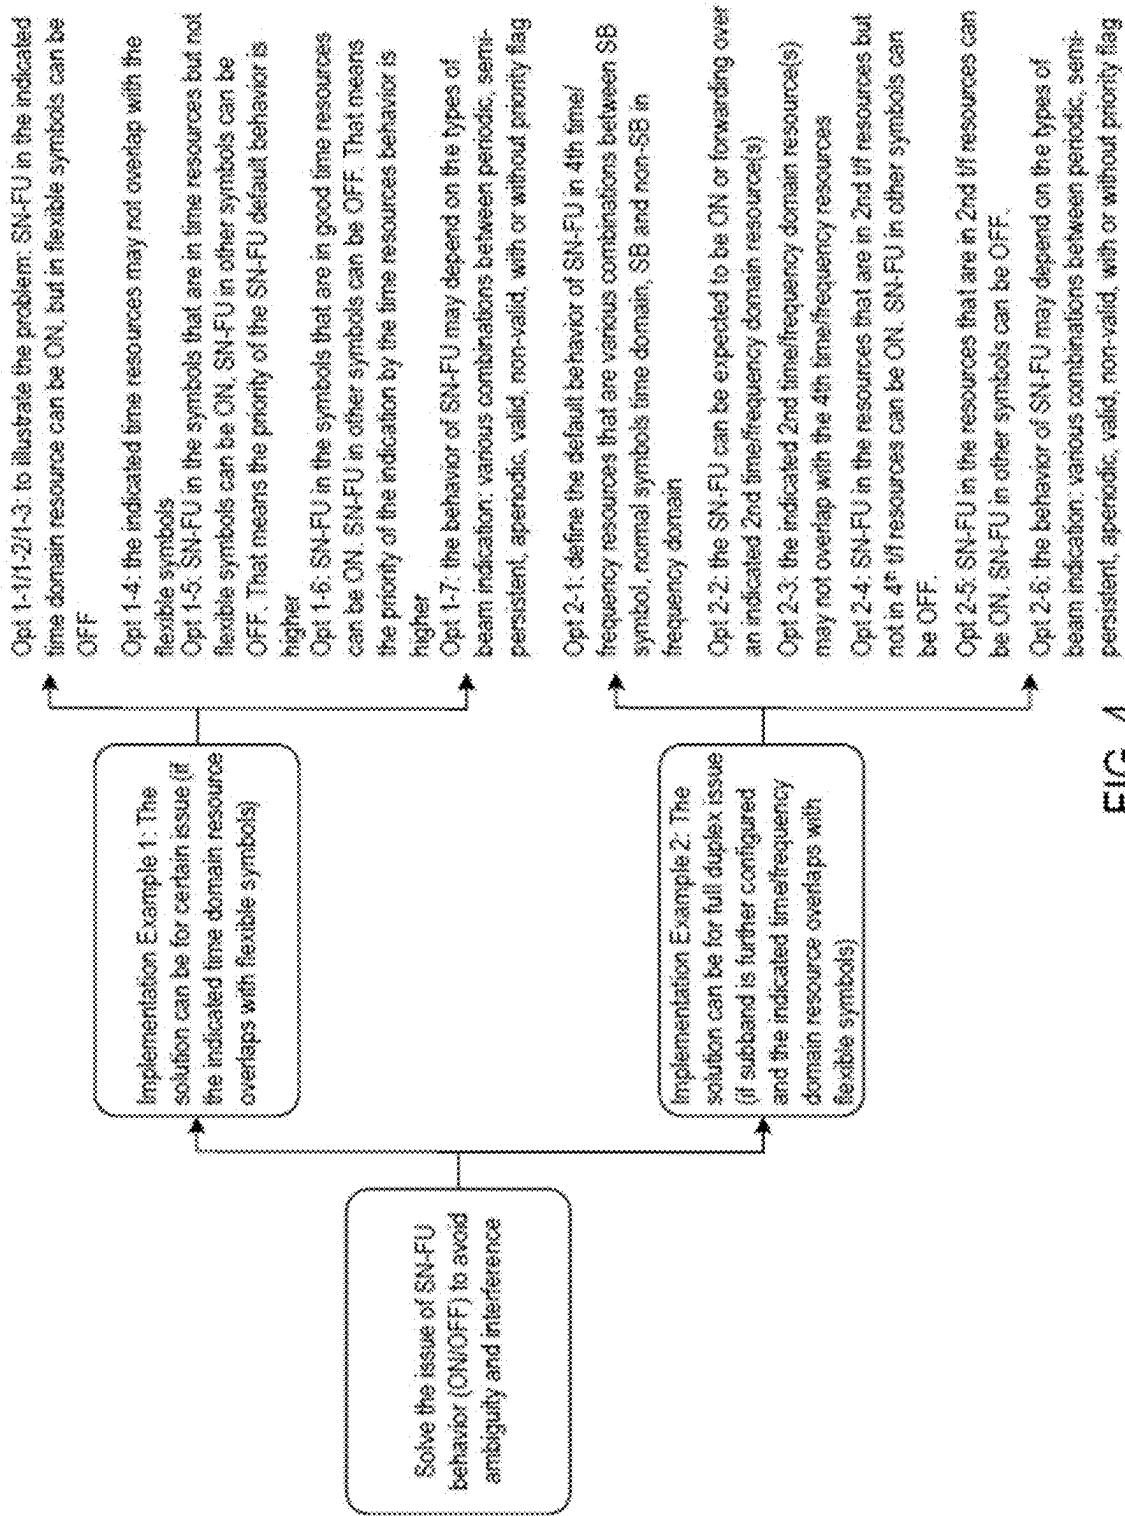 Solve the issue of SN-FU
behavior (ON/OFF) to avoid
ambiguity and interference
Implementation Example 1: The
solution can be for certain issue (if
the indicated time domain resource
overlaps with flexible symbols)
Opt 1-1/1-2/1-3: to illustrate the problem: SN-FU in the indicated
time domain resource can be ON, but in flexible symbols can be
OFF
Opt 1-4: the indicated time resources may not overlap with the
flexible symbols
Opt 1-5: SN-FU in the symbols that are in time resources but not
flexible symbols can be ON, SN-FU in other symbols can be
OFF. That means the priority of the SN-FU default behavior is
higher
Opt 1-6: SN-FU in the symbols that are in good time resources
can be ON. SN-FU in other symbols can be OFF. That means
the priority of the indication by the time resources behavior is
higher
Opt 1-7: the behavior of SN-FU may depend on the types of
beam indication: various combinations between periodic, semi-
persistent, aperiodic, valid, non-valid, with or without priority flag
Implementation Example 2: The
solution can be for full duplex issue
(if subband is further configured
and the indicated time/frequency
domain resource overlaps with
flexible symbols)
Opt 2-1: define the default behavior of SN-FU in 4th time/
frequency resources that are various combinations between SB
symbol, normal symbols time domain, SB and non-SB in
frequency domain
Opt 2-2: the SN-FU can be expected to be ON or forwarding over
an indicated 2nd time/frequency domain resource(s)
Opt 2-3: the indicated 2nd time/frequency domain resource(s)
may not overlap with the 4th time/frequency resources
Opt 2-4: SN-FU in the resources that are in 2nd t/f resources but
not in 4th t/f resources can be ON. SN-FU in other symbols can
be OFF.
Opt 2-5: SN-FU in the resources that are in 2nd t/f resources can
be ON. SN-FU in other symbols can be OFF.
Opt 2-6: the behavior of SN-FU may depend on the types of
beam indication: various combinations between periodic, semi-
persistent, aperiodic, valid, non-valid, with or without priority flag
FIG. 4